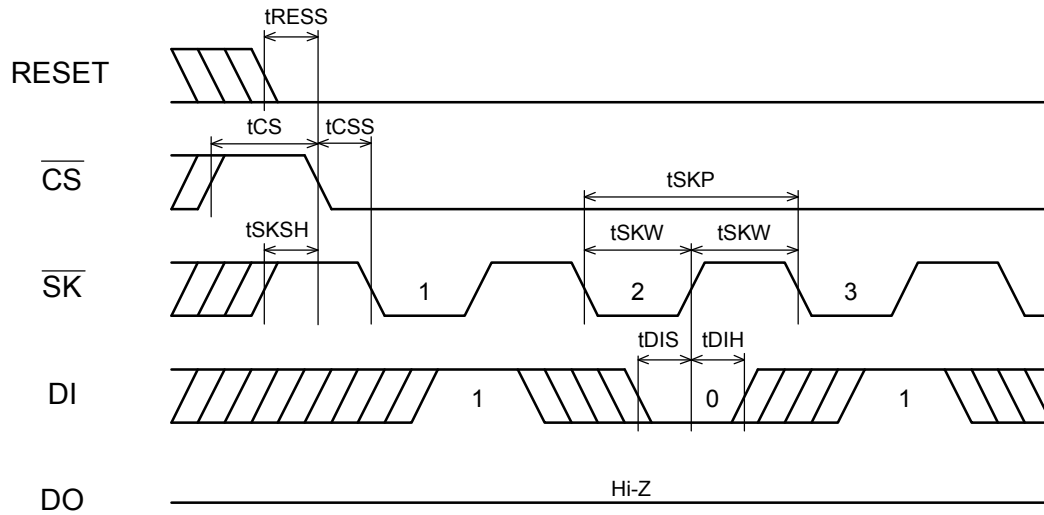 tRESS
RESET
tCS tCSS
CS
tSKP
tSKSH tSKW tSKW
SK
1 2 3
tDIS tDIH
DI
1 0 1
Hi-Z
DO